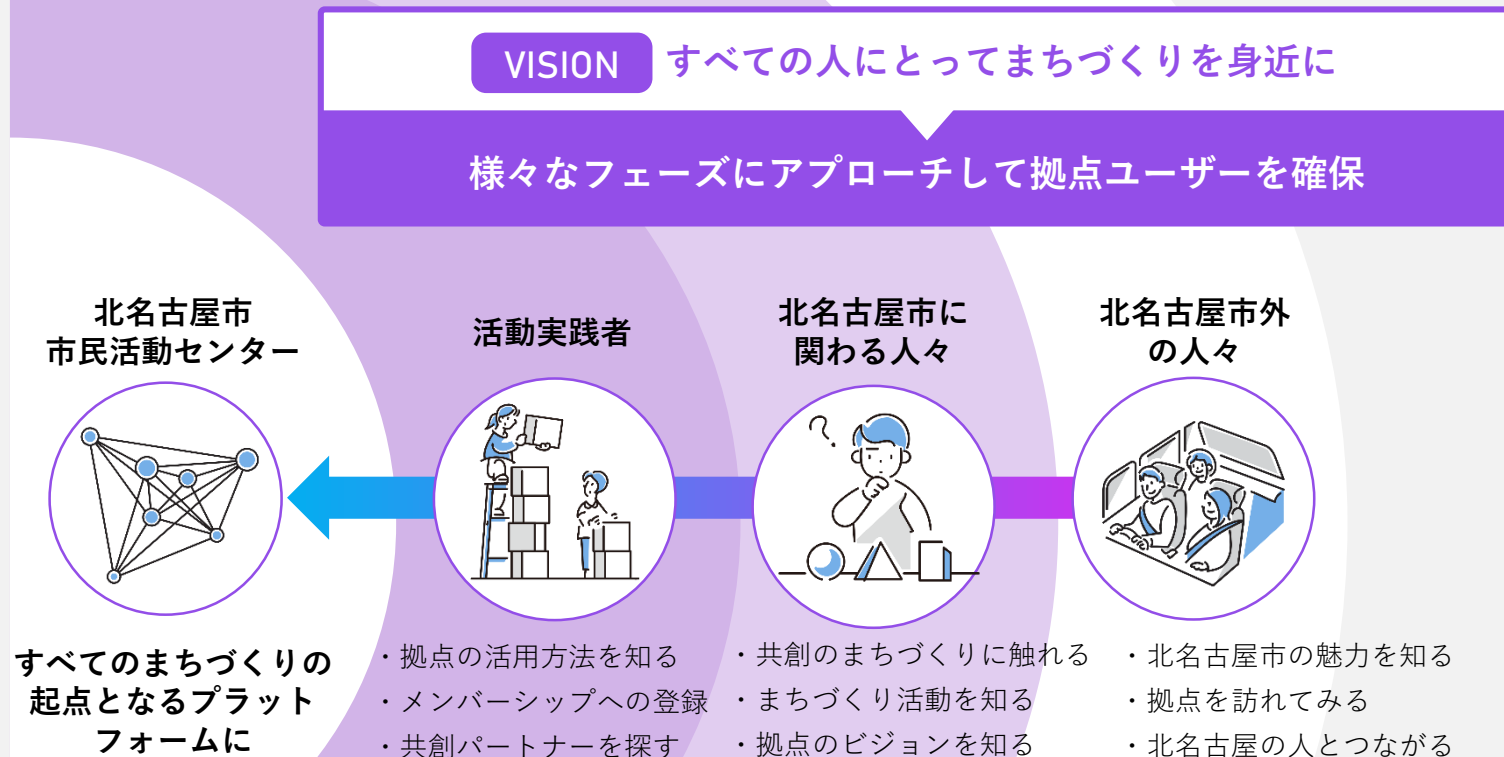 VISION すべての人にとってまちづくりを身近に
様々なフェーズにアプローチして拠点ユーザーを確保
北名古屋市
市民活動センター
すべてのまちづくりの
起点となるプラット
フォームに
活動実践者
・拠点の活用方法を知る
・メンバーシップへの登録
・共創パートナーを探す
北名古屋市に
関わる人々
?
・共創のまちづくりに触れる
・まちづくり活動を知る
・拠点のビジョンを知る
北名古屋市外
の人々
・北名古屋市の魅力を知る
・拠点を訪れてみる
・北名古屋の人とつながる